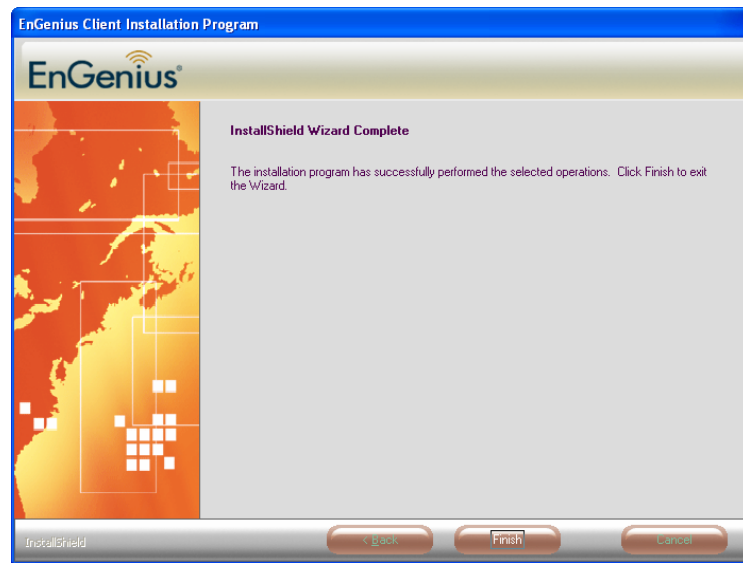 EnGenius Client Installation Program
EnGenius®
InstallShield Wizard Complete
The installation program has successfully performed the selected operations. Click Finish to exit
the Wizard.
InstallShield
< Back
Finish
Cancel